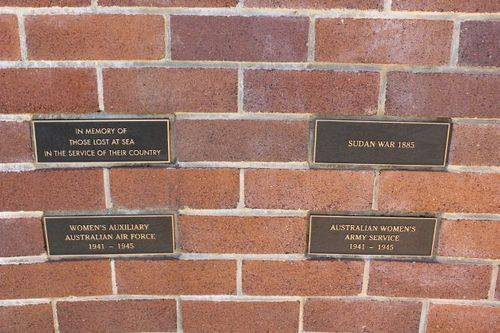 IN MEMORY OF
THOSE LOST AT SEA
IN THE SERVICE OF THEIR COUNTRY
SUDAN WAR 1885
WOMEN'S AUXILIARY
AUSTRALIAN AIR FORCE
1941 – 1945
AUSTRALIAN WOMEN'S
ARMY SERVICE
1941 – 1945